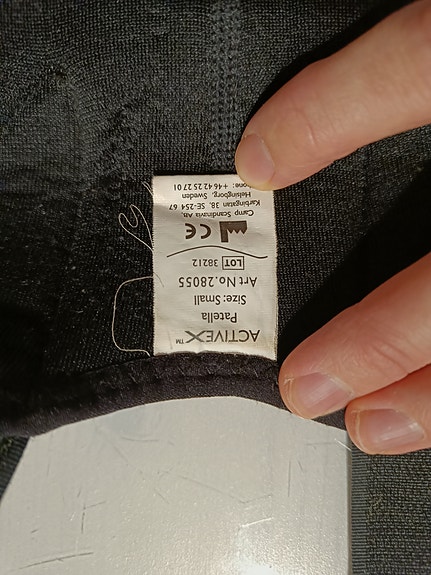 ACTIVEX™
Patella
Size: Small
Art No.28055
LOT 38212
CE
Camp Scandinavia AB,
Karbingatan 38, SE-254 67
Helsingborg, Sweden
one: +46 42 25 27 01